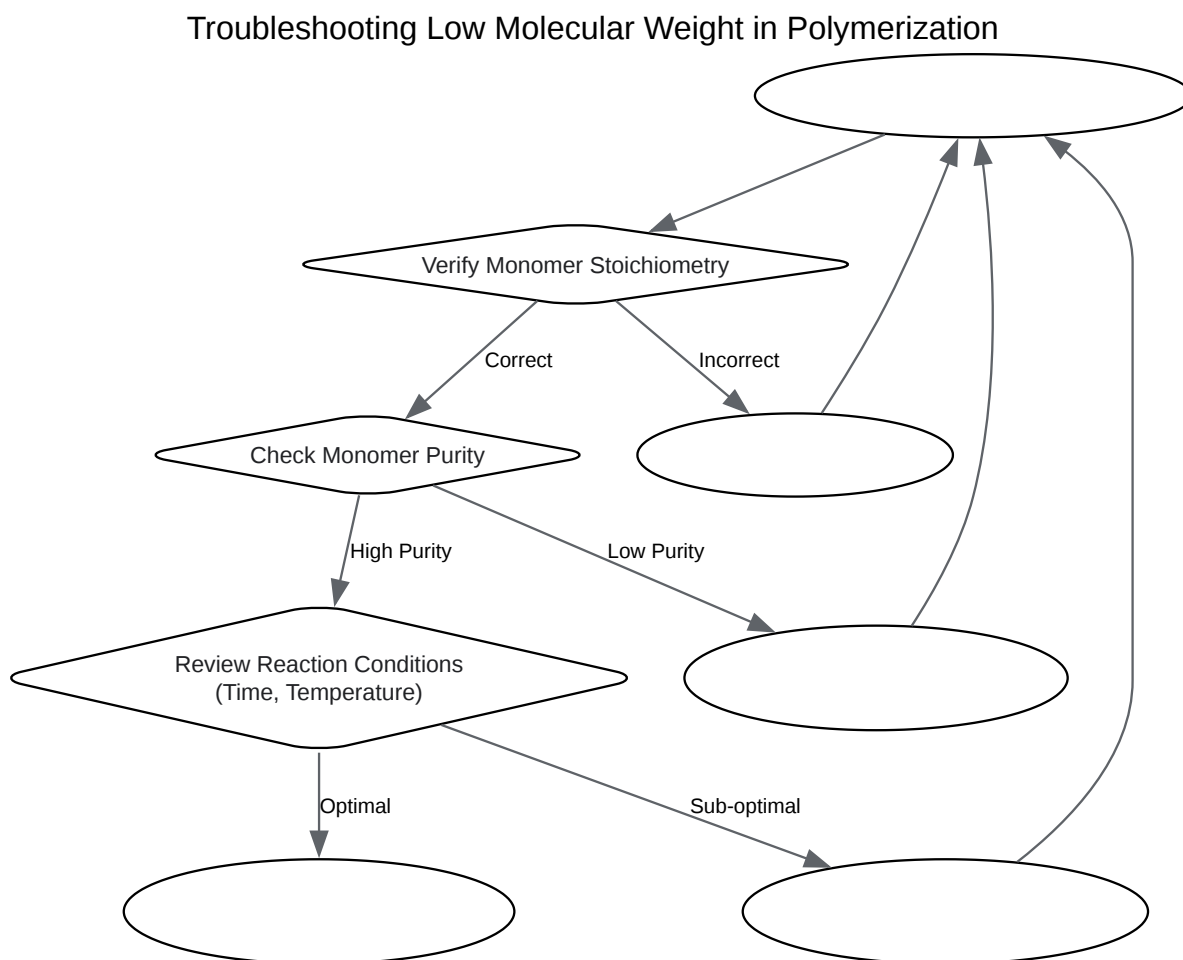 Troubleshooting Low Molecular Weight in Polymerization
Verify Monomer Stoichiometry
Correct
Incorrect
Check Monomer Purity
High Purity
Low Purity
Review Reaction Conditions
(Time, Temperature)
Optimal
Sub-optimal